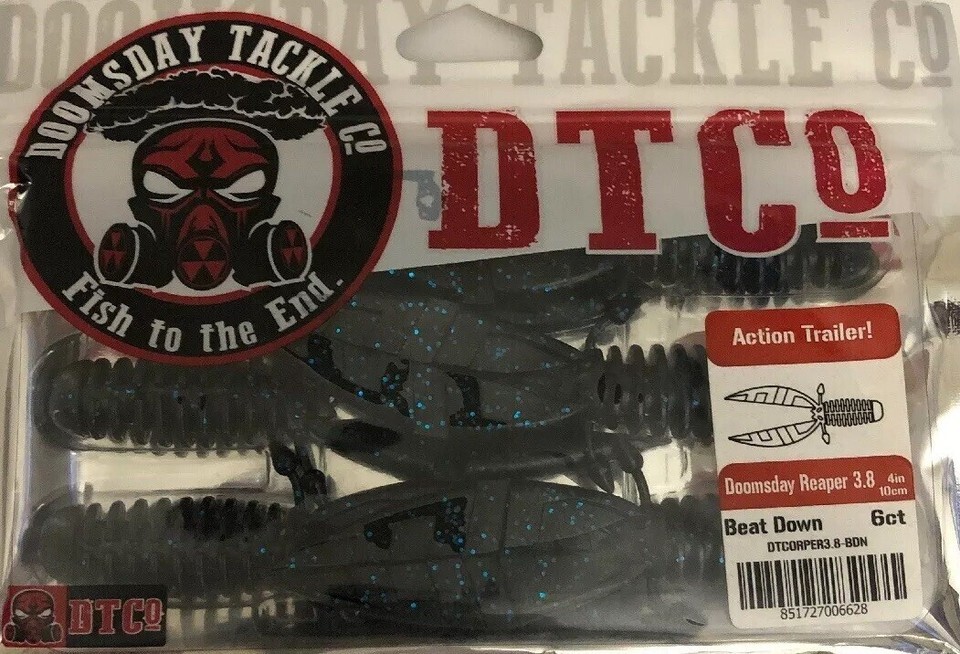 DOOMSDAY TACKLE Co
DOOMSDAY TACKLE Co
Fish to the End.
DTCo
Action Trailer!
Doomsday Reaper 3.8 4in
10cm
Beat Down 6ct
DTCORPER3.8-BDN
851727006628
DTCo